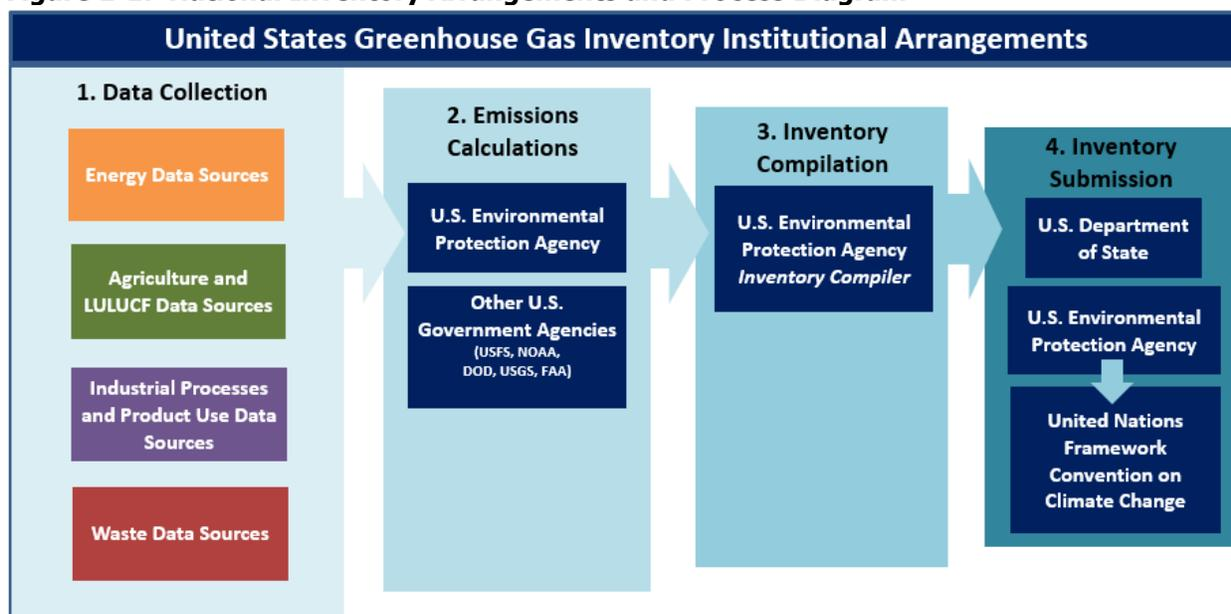 United States Greenhouse Gas Inventory Institutional Arrangements
1. Data Collection
Energy Data Sources
Agriculture and
LULUCF Data Sources
Industrial Processes
and Product Use Data
Sources
Waste Data Sources
2. Emissions
Calculations
U.S. Environmental
Protection Agency
Other U.S.
Government Agencies
(USFS, NOAA,
DOD, USGS, FAA)
3. Inventory
Compilation
U.S. Environmental
Protection Agency
Inventory Compiler
4. Inventory
Submission
U.S. Department
of State
U.S. Environmental
Protection Agency
United Nations
Framework
Convention on
Climate Change